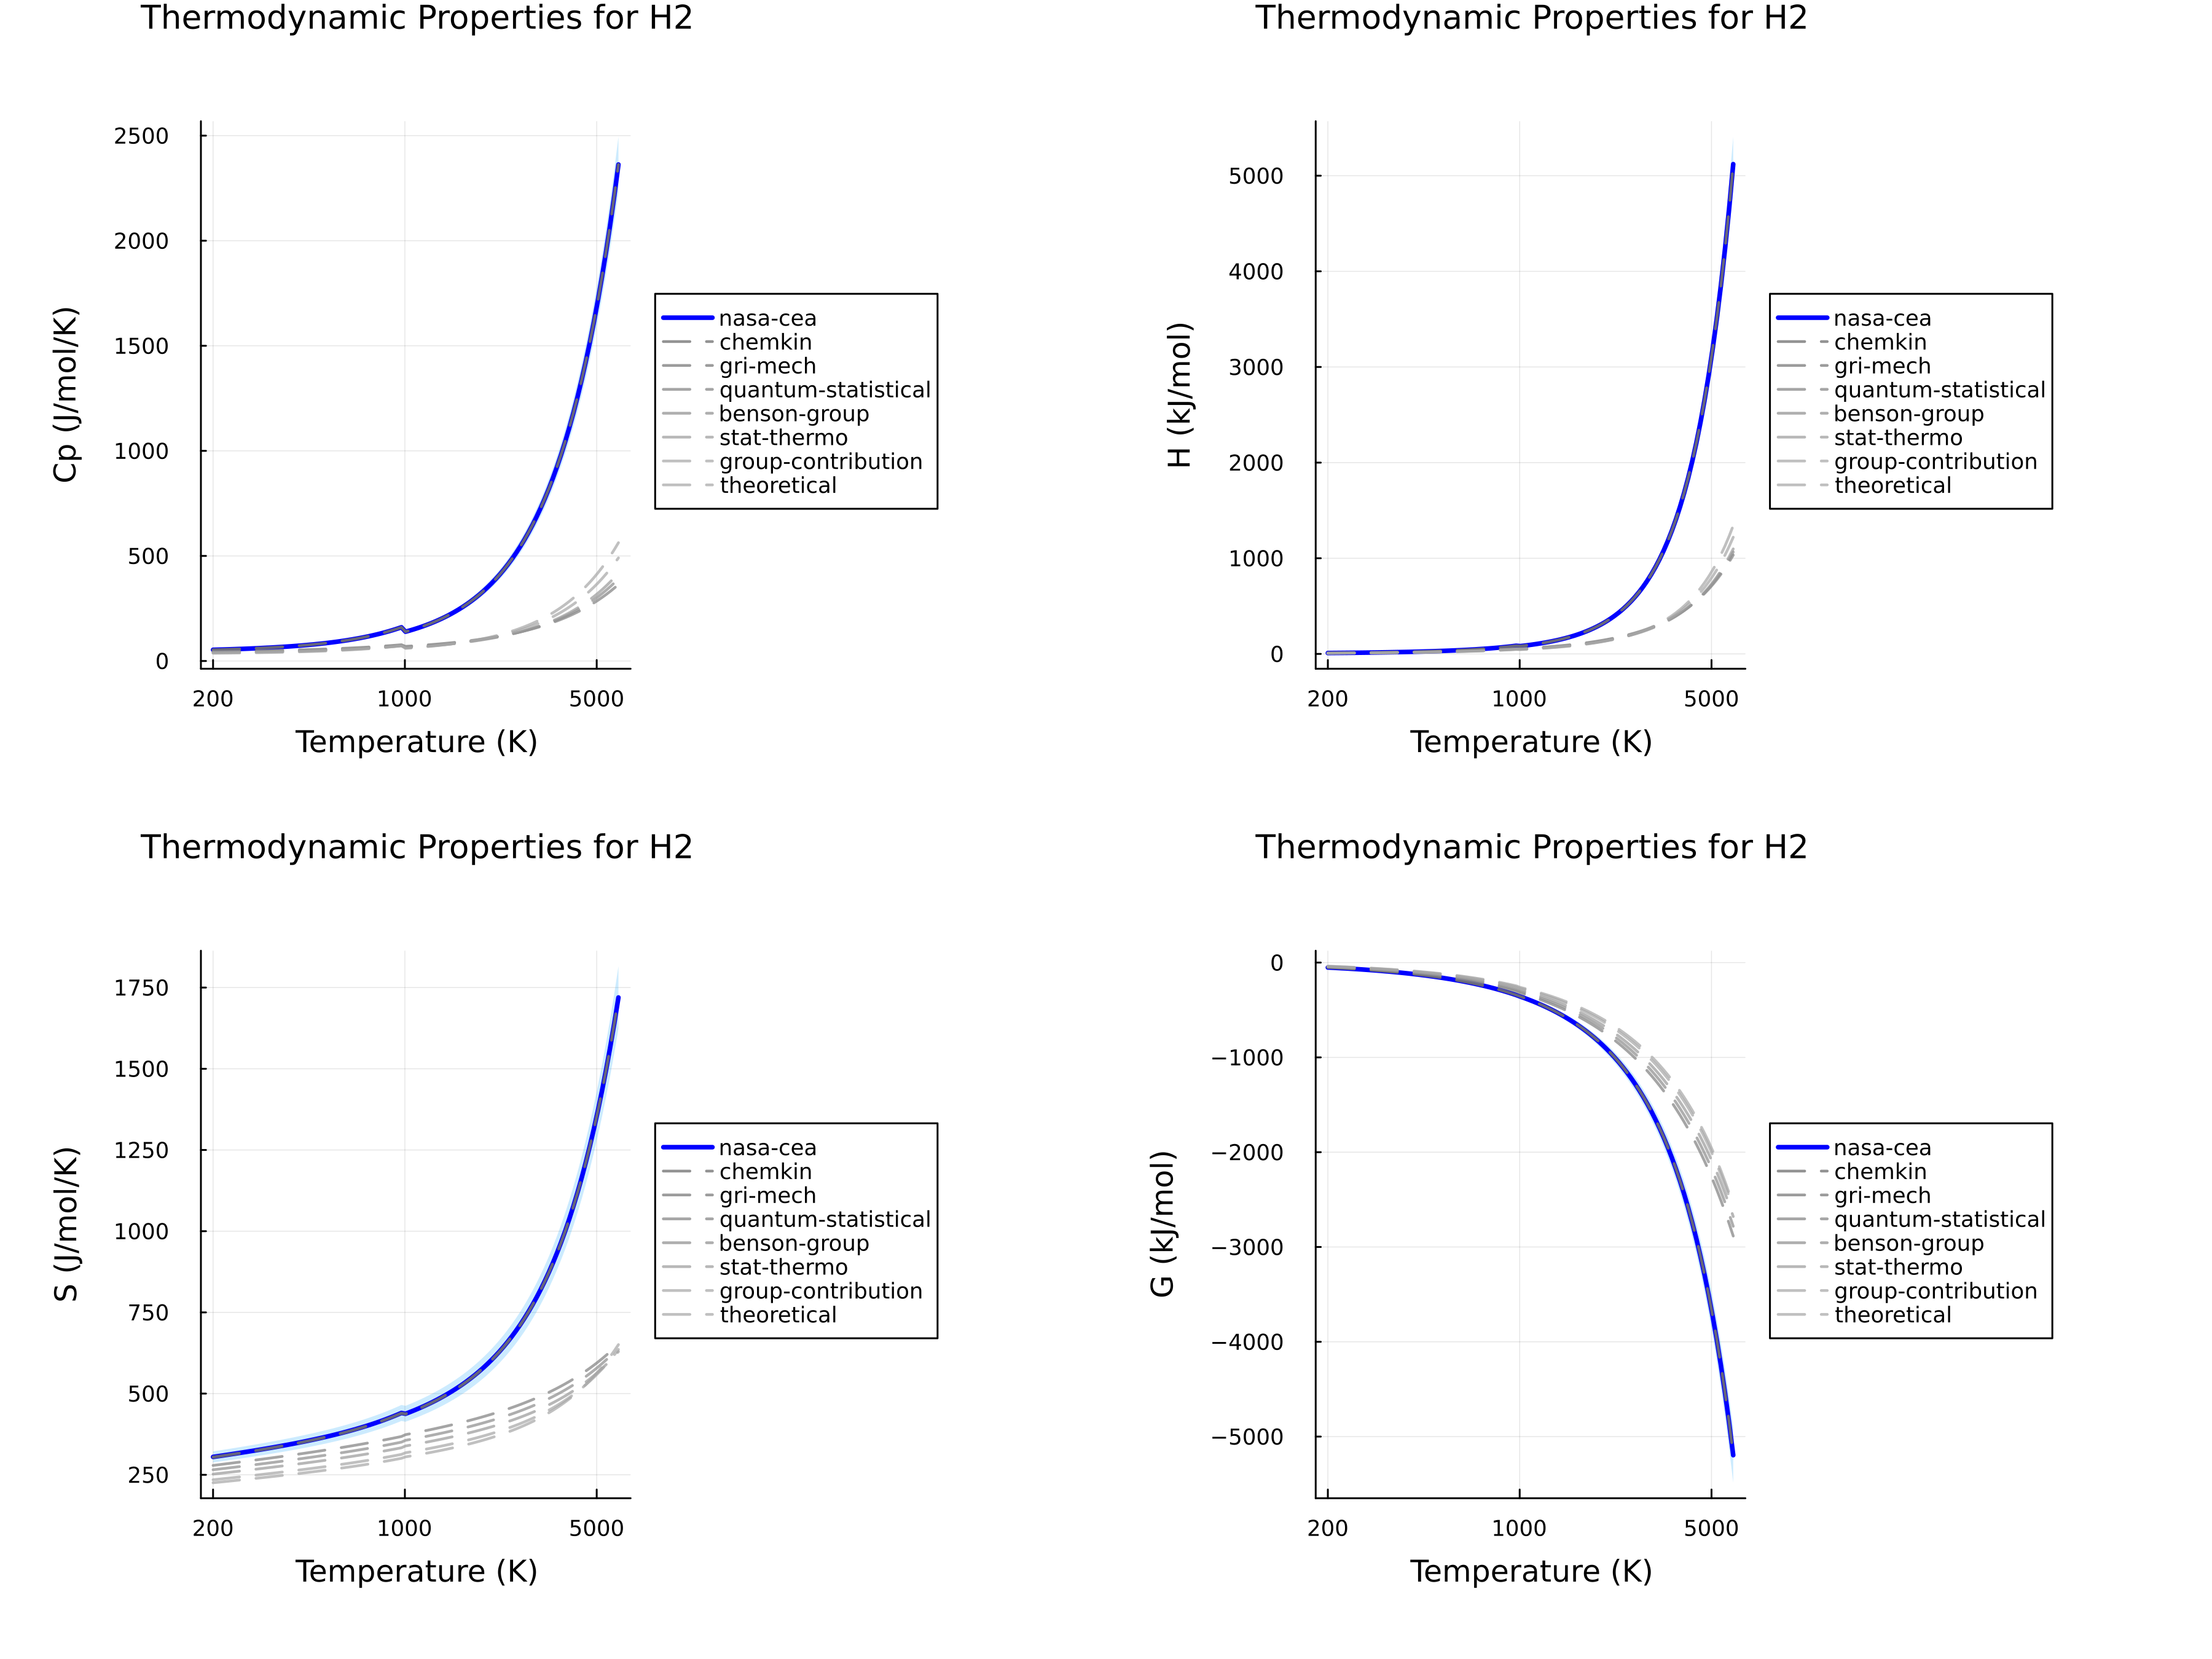 Thermodynamic Properties for H2
2500
2000
1500
1000
500
0
Cp (J/mol/K)
200
1000
5000
Temperature (K)
nasa-cea
chemkin
gri-mech
quantum-statistical
benson-group
stat-thermo
group-contribution
theoretical
Thermodynamic Properties for H2
5000
4000
3000
2000
1000
0
H (kJ/mol)
200
1000
5000
Temperature (K)
nasa-cea
chemkin
gri-mech
quantum-statistical
benson-group
stat-thermo
group-contribution
theoretical
Thermodynamic Properties for H2
1750
1500
1250
1000
750
500
250
S (J/mol/K)
200
1000
5000
Temperature (K)
nasa-cea
chemkin
gri-mech
quantum-statistical
benson-group
stat-thermo
group-contribution
theoretical
Thermodynamic Properties for H2
0
−1000
−2000
−3000
−4000
−5000
G (kJ/mol)
200
1000
5000
Temperature (K)
nasa-cea
chemkin
gri-mech
quantum-statistical
benson-group
stat-thermo
group-contribution
theoretical